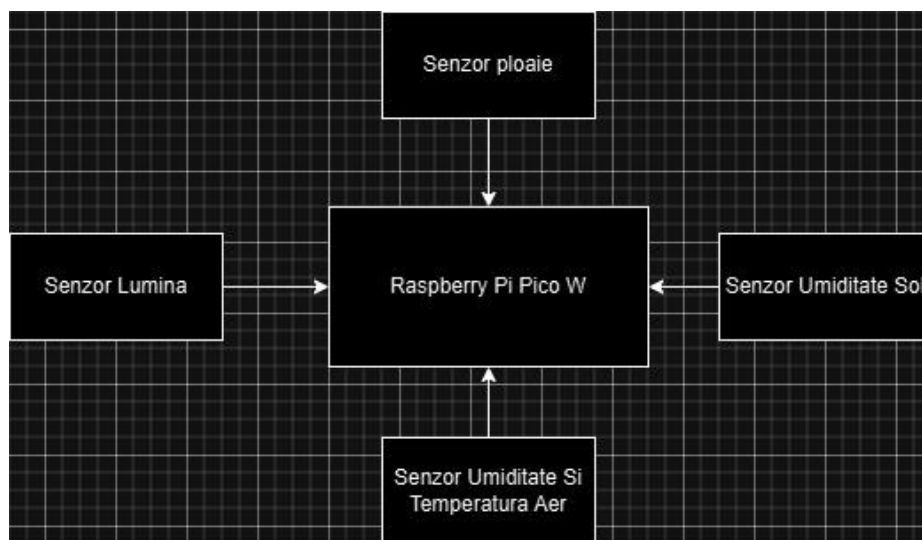 Senzor ploaie
Senzor Lumina
Raspberry Pi Pico W
Senzor Umiditate Sol
Senzor Umiditate Si
Temperatura Aer